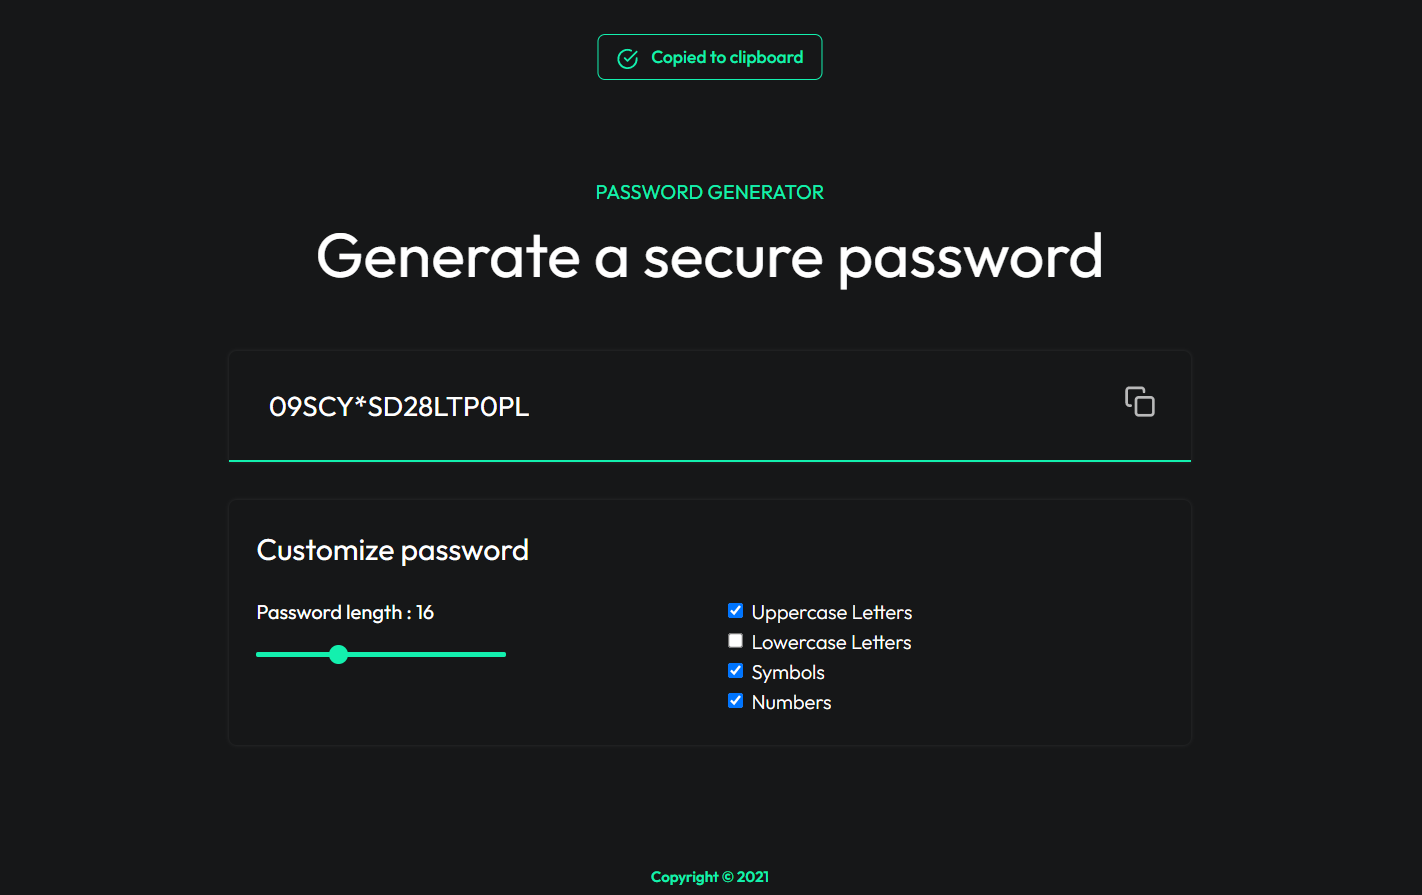 Copied to clipboard
PASSWORD GENERATOR
Generate a secure password
09SCY*SD28LTP0PL
Customize password
Password length : 16
Uppercase Letters
Lowercase Letters
Symbols
Numbers
Copyright © 2021